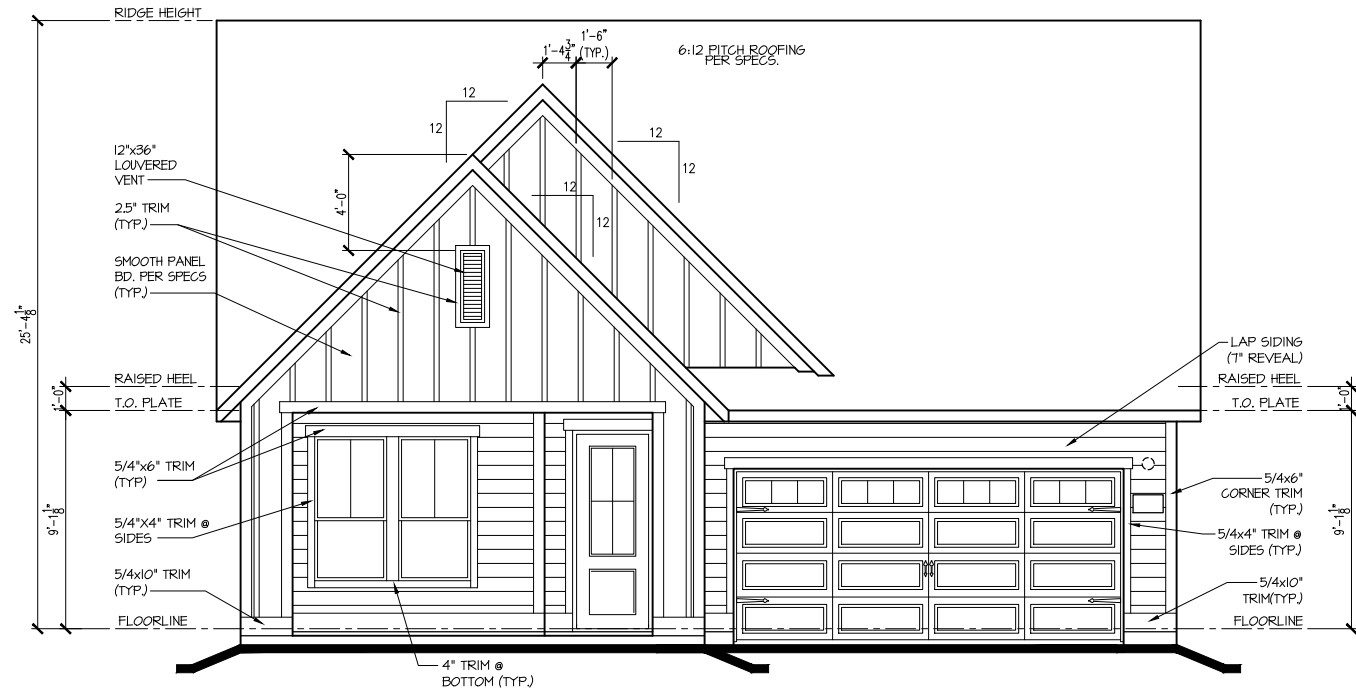 RIDGE HEIGHT
1'-6"
1'-4 3/4" (TYP.)
6:12 PITCH ROOFING
PER SPECS.
12
12
12
12
12
12
12"x36"
LOUVERED
VENT
4'-0"
2.5" TRIM
(TYP.)
SMOOTH PANEL
BD. PER SPECS
(TYP.)
25'-4 1/8"
LAP SIDING
(7" REVEAL)
RAISED HEEL
RAISED HEEL
1'-0"
1'-0"
T.O. PLATE
T.O. PLATE
5/4"x6" TRIM
(TYP)
5/4"X4" TRIM @
SIDES
9'-1 1/8"
5/4x10" TRIM
(TYP.)
FLOORLINE
5/4x6"
CORNER TRIM
(TYP.)
9'-1 1/8"
5/4x4" TRIM @
SIDES (TYP.)
5/4x10"
TRIM(TYP.)
FLOORLINE
4" TRIM @
BOTTOM (TYP.)